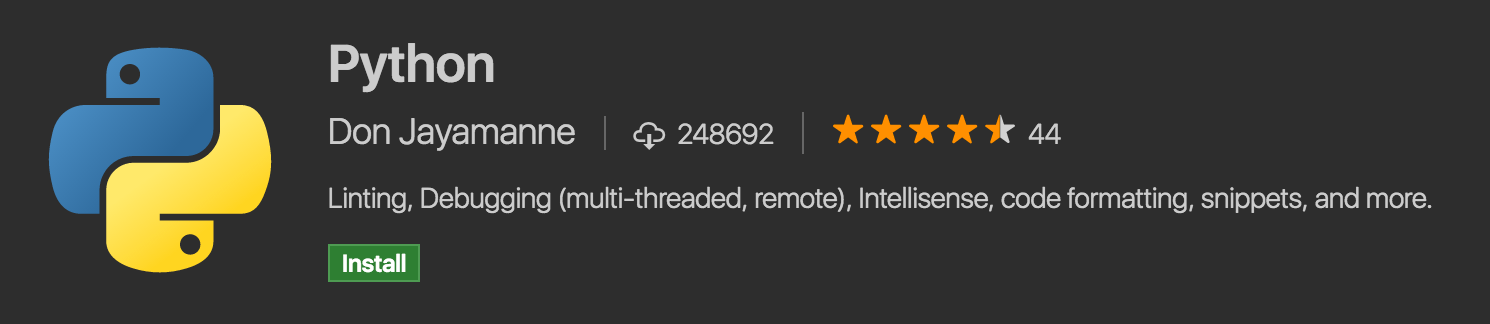 Python
Don Jayamanne 248692 44
Linting, Debugging (multi-threaded, remote), Intellisense, code formatting, snippets, and more.
Install